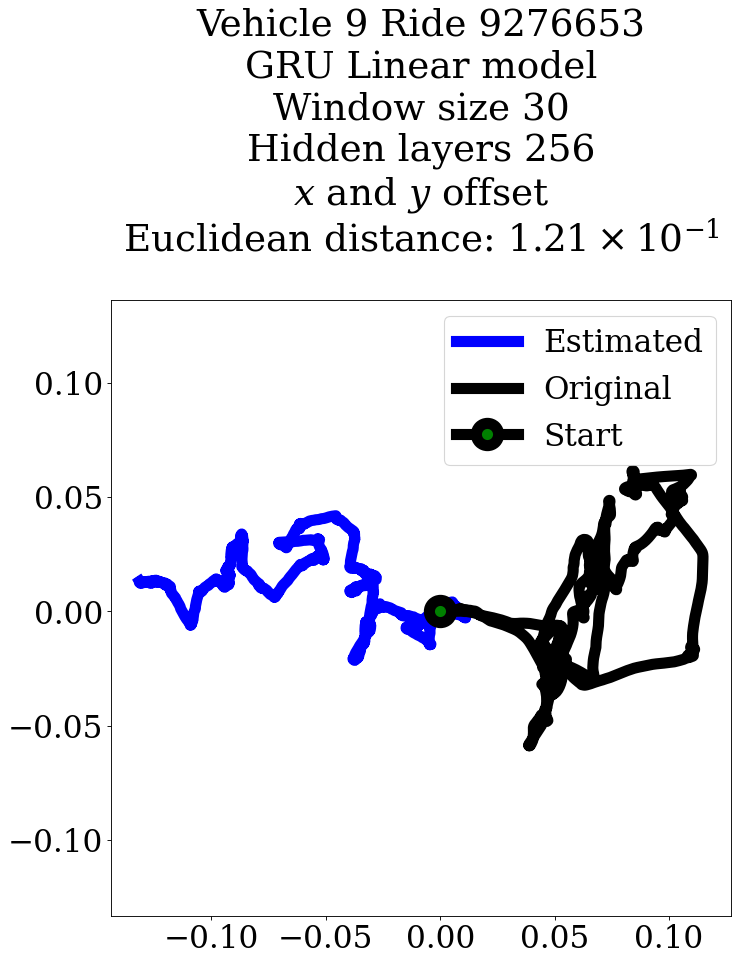 Vehicle 9 Ride 9276653
GRU Linear model
Window size 30
Hidden layers 256
x and y offset
Euclidean distance: 1.21 × 10⁻¹
Estimated
Original
Start
0.10
0.05
0.00
−0.05
−0.10
−0.10 −0.05 0.00 0.05 0.10